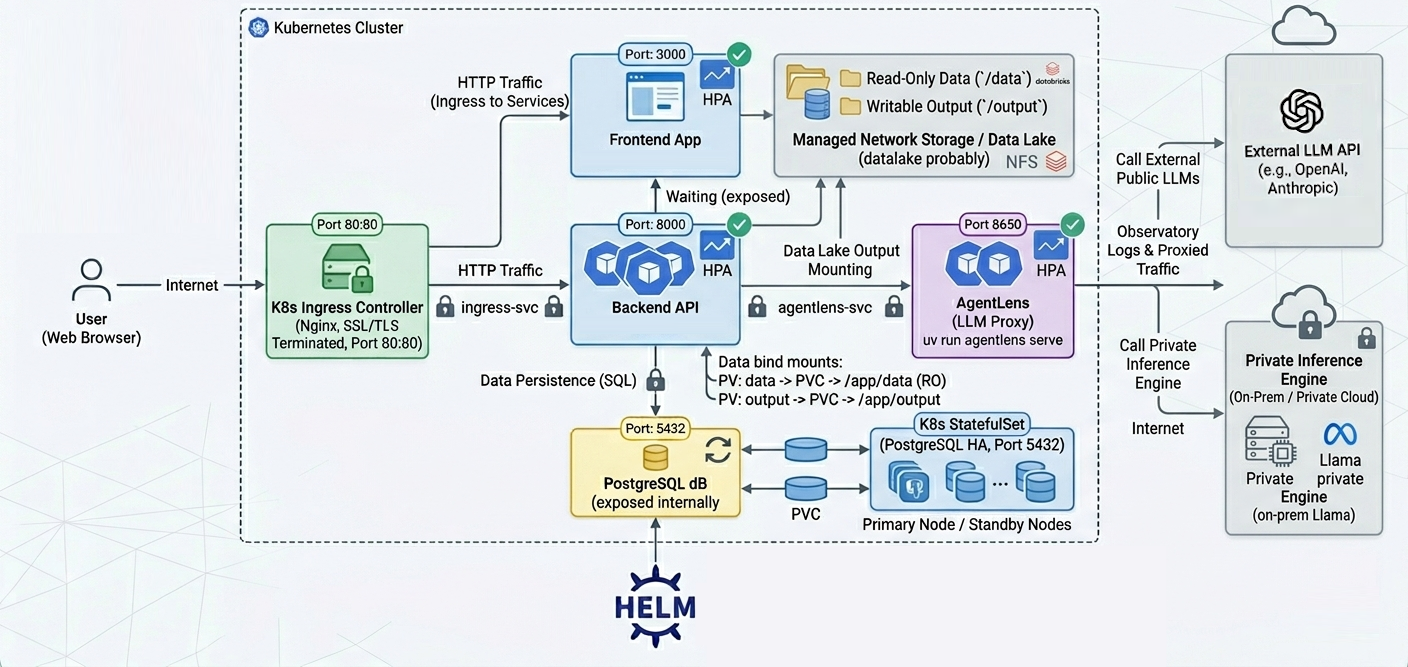 Kubernetes Cluster
Port: 3000
HPA
Frontend App
HTTP Traffic
(Ingress to Services)
Read-Only Data (`/data`)
databricks
Writable Output (`/output`)
Managed Network Storage / Data Lake
(datalake probably)
NFS
Waiting (exposed)
Port 80:80
K8s Ingress Controller
(Nginx, SSL/TLS
Terminated, Port 80:80)
User
(Web Browser)
Internet
HTTP Traffic
ingress-svc
Port: 8000
HPA
Backend API
Data Lake Output
Mounting
agentlens-svc
Port 8650
HPA
AgentLens
(LLM Proxy)
uv run agentlens serve
Call External
Public LLMs
Observatory
Logs & Proxied
Traffic
External LLM API
(e.g., OpenAI,
Anthropic)
Call Private
Inference
Engine
Internet
Private Inference
Engine
(On-Prem / Private Cloud)
Private
Llama
private
Engine
(on-prem Llama)
Data Persistence (SQL)
Data bind mounts:
PV: data -> PVC -> /app/data (RO)
PV: output -> PVC -> /app/output
Port: 5432
PostgreSQL dB
(exposed internally
PVC
K8s StatefulSet
(PostgreSQL HA, Port 5432)
...
Primary Node / Standby Nodes
HELM